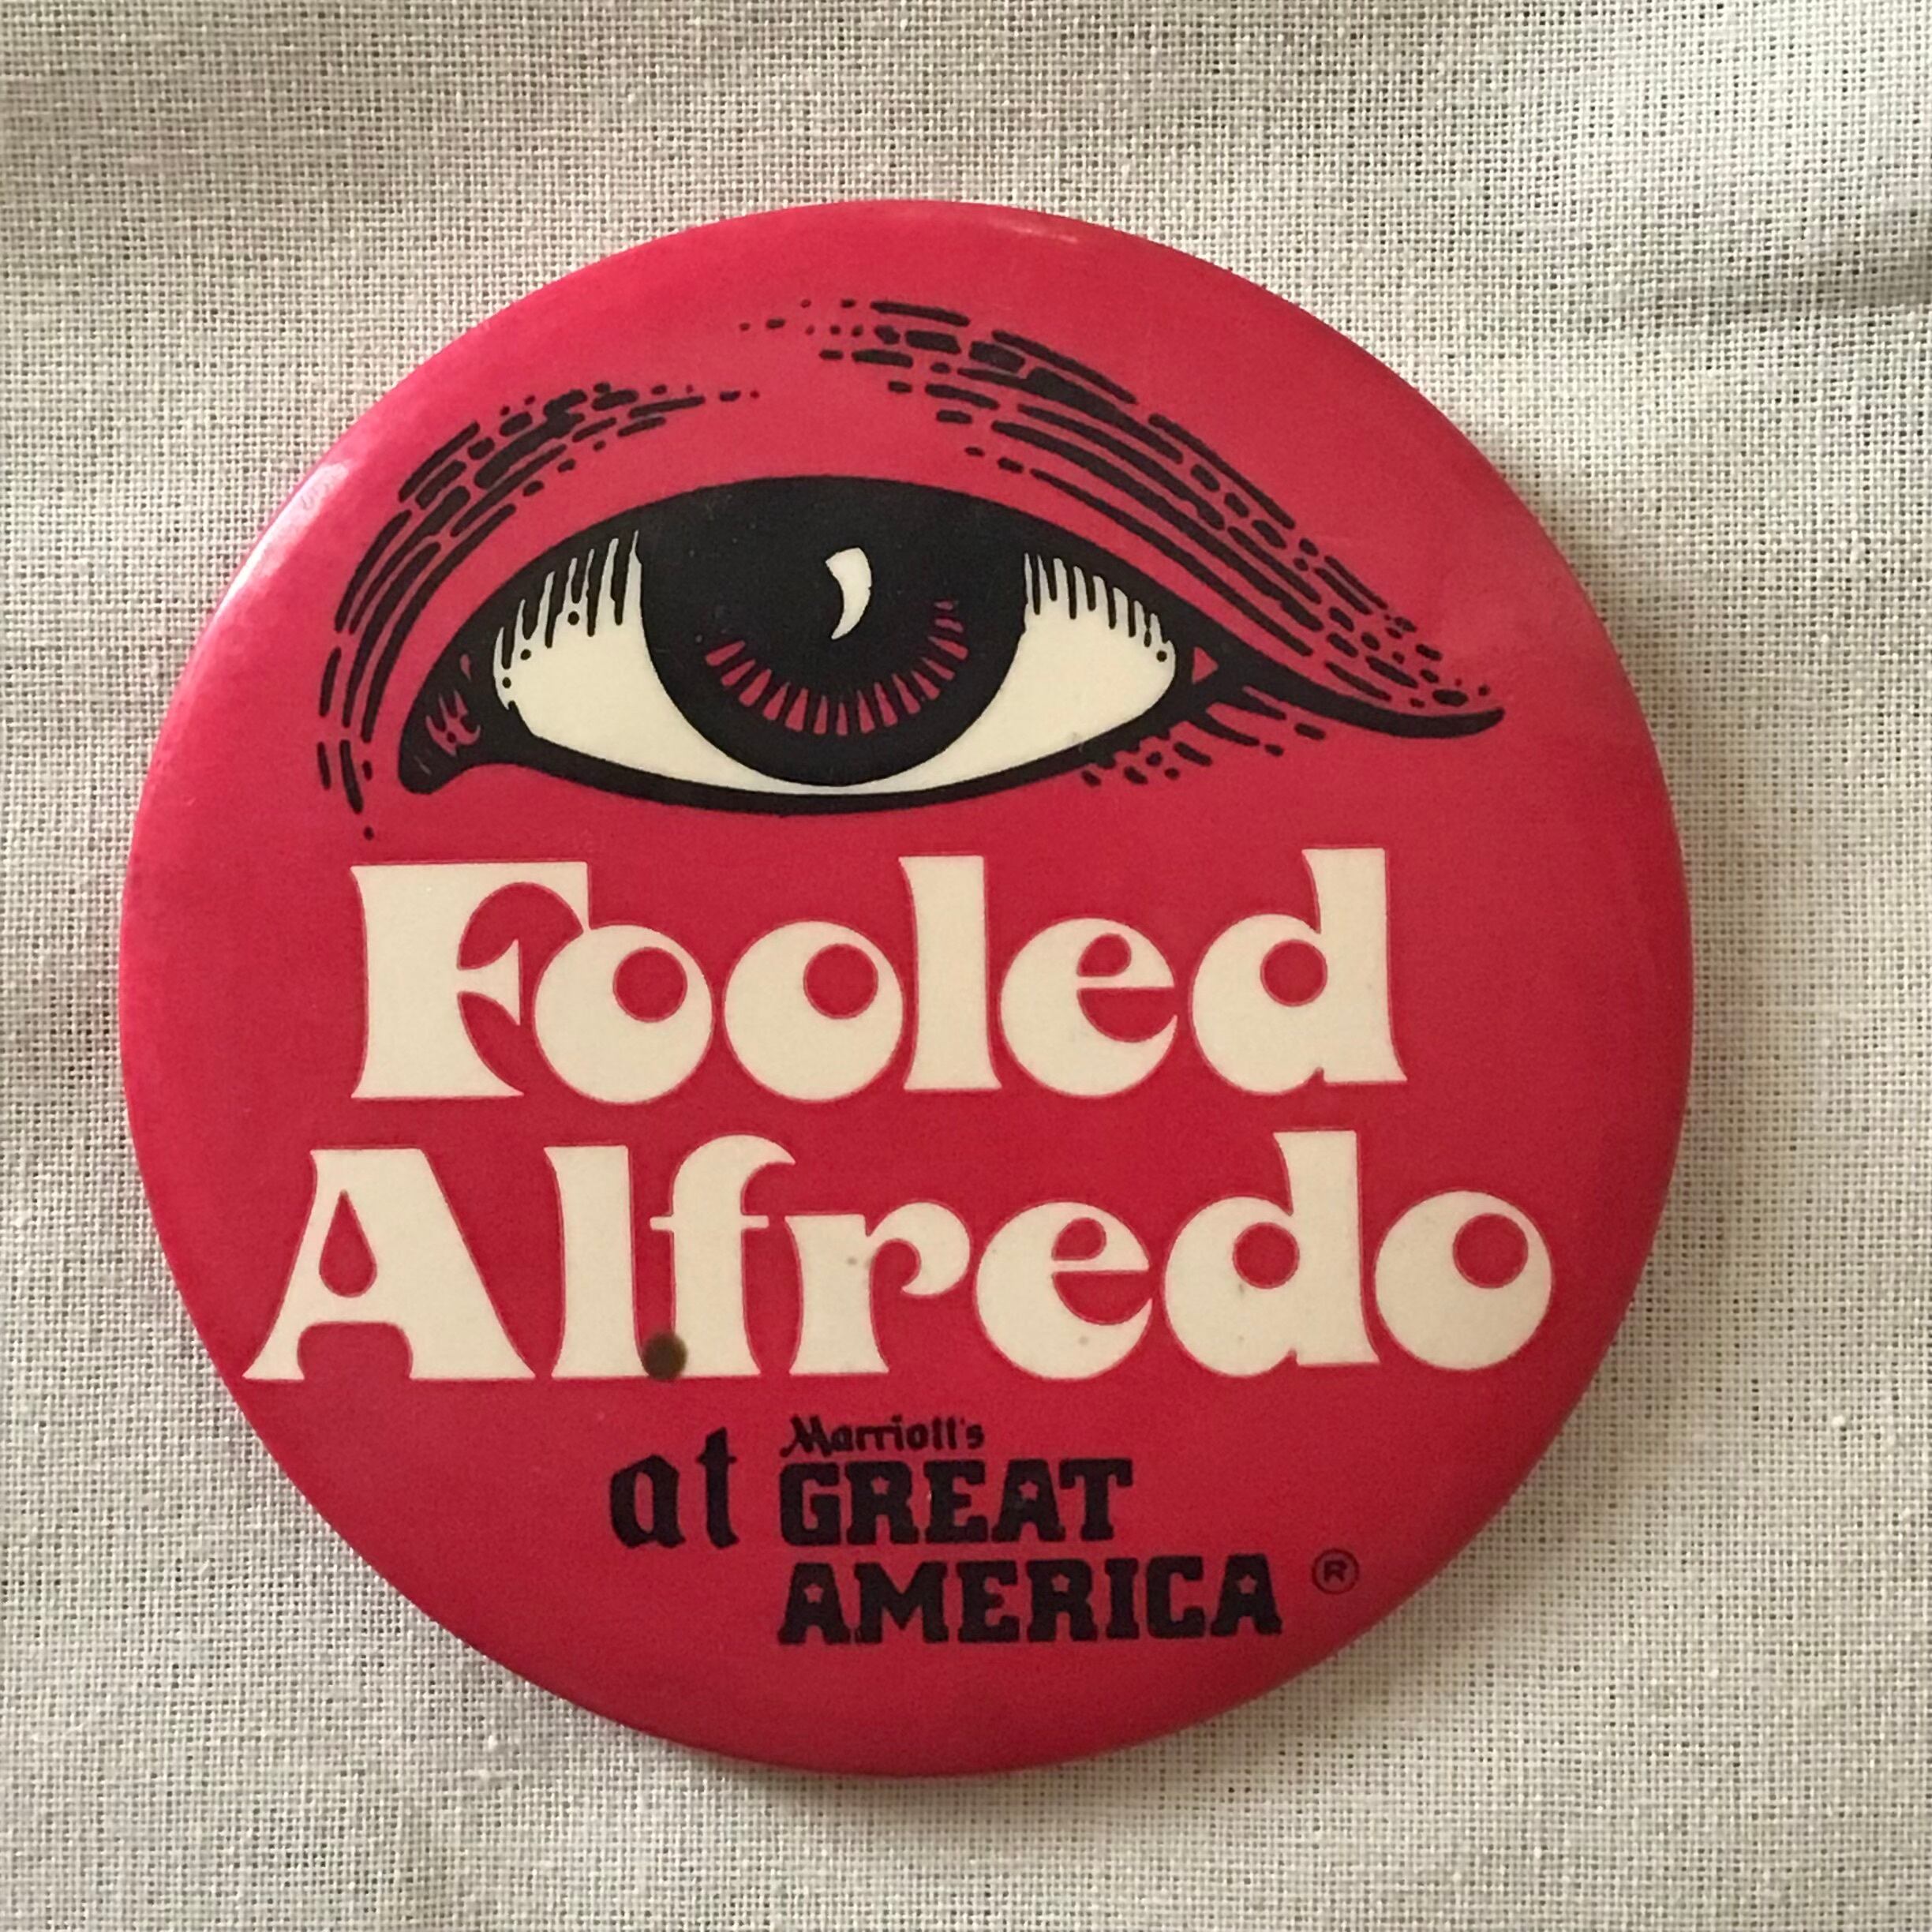 Fooled
Alfredo
at Marriott's
GREAT
AMERICA ®